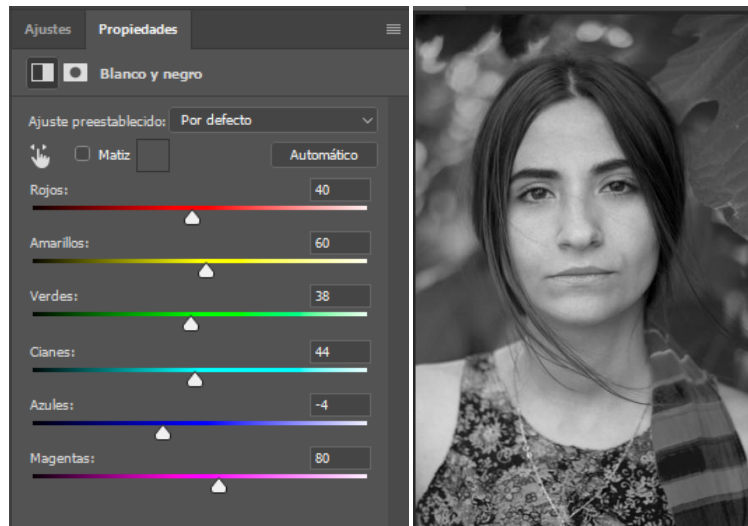 Ajustes Propiedades
Blanco y negro
Ajuste preestablecido: Por defecto
Matiz Automático
Rojos: 40
Amarillos: 60
Verdes: 38
Cianes: 44
Azules: -4
Magentas: 80